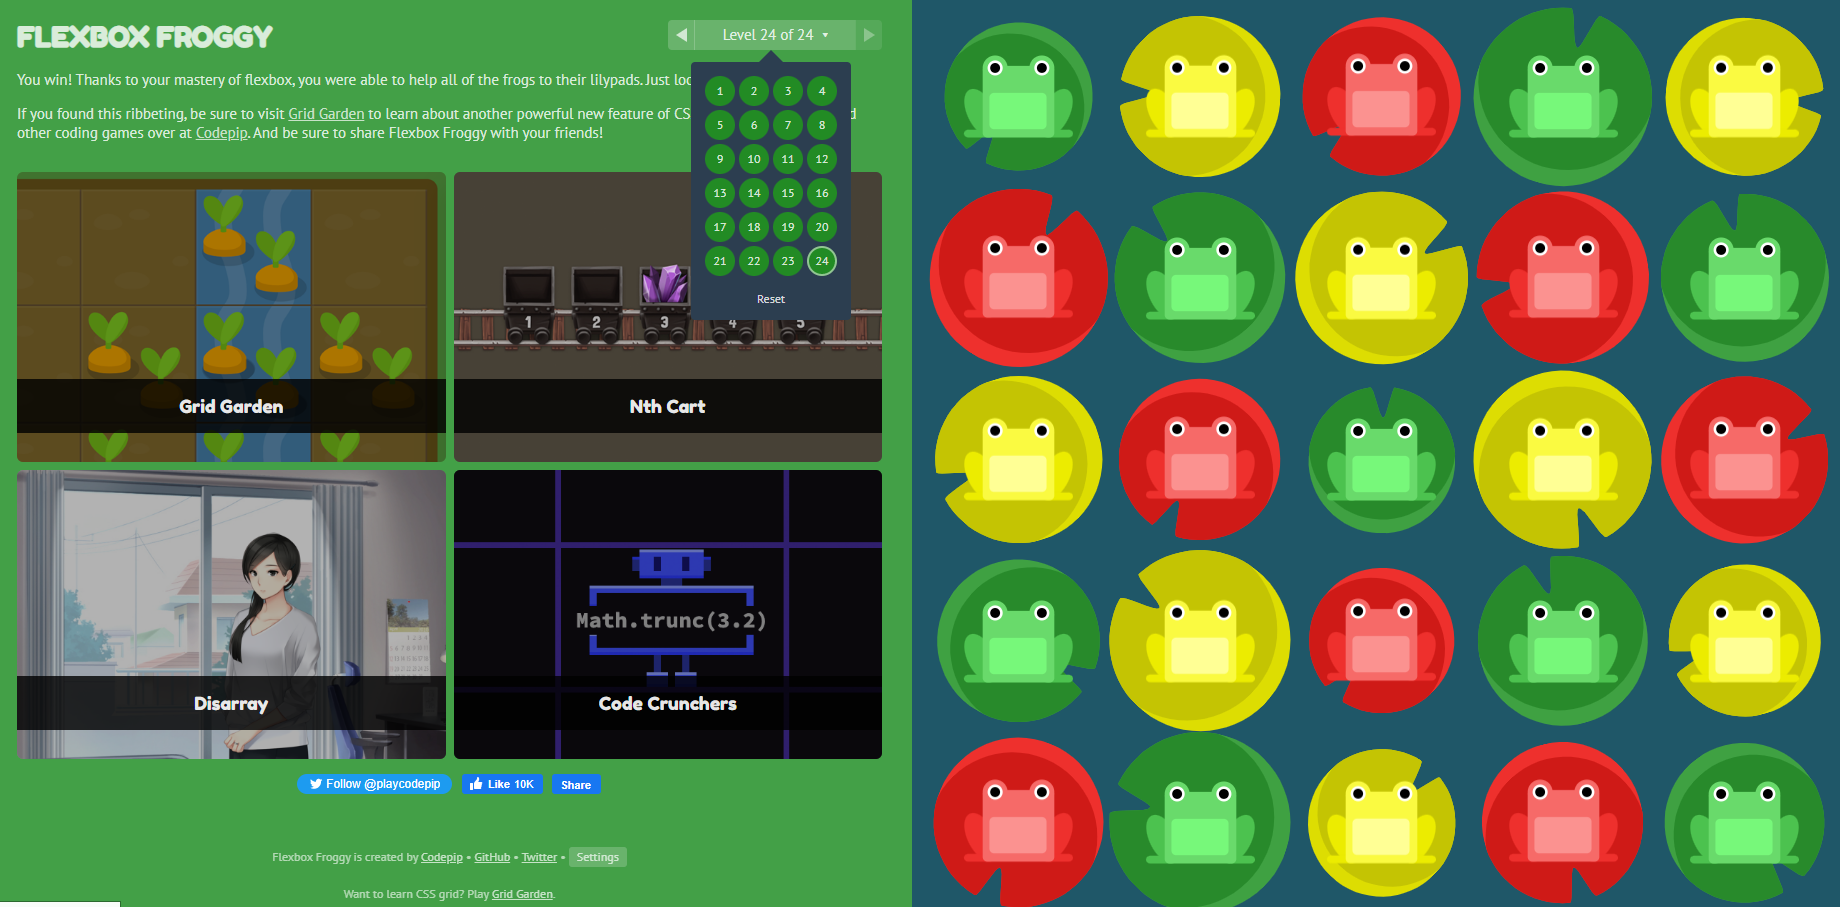 FLEXBOX FROGGY
Level 24 of 24
You win! Thanks to your mastery of flexbox, you were able to help all of the frogs to their lilypads. Just
If you found this ribbeting, be sure to visit Grid Garden to learn about another powerful new feature of
other coding games over at Codepip. And be sure to share Flexbox Froggy with your friends!
1 2 3 4
5 6 7 8
9 10 11 12
13 14 15 16
17 18 19 20
21 22 23 24
Reset
1 2 3 4 5
Grid Garden
Nth Cart
Math.trunc(3.2)
Disarray
Code Crunchers
Follow @playcodepip
Like 10K
Share
Flexbox Froggy is created by Codepip • GitHub • Twitter • Settings
Want to learn CSS grid? Play Grid Garden.